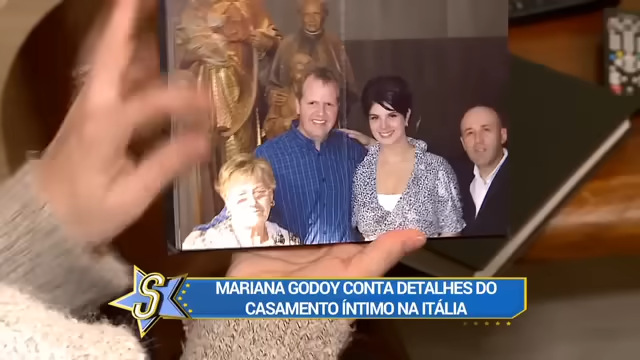 MARIANA GODOY CONTA DETALHES DO
CASAMENTO ÍNTIMO NA ITÁLIA
S